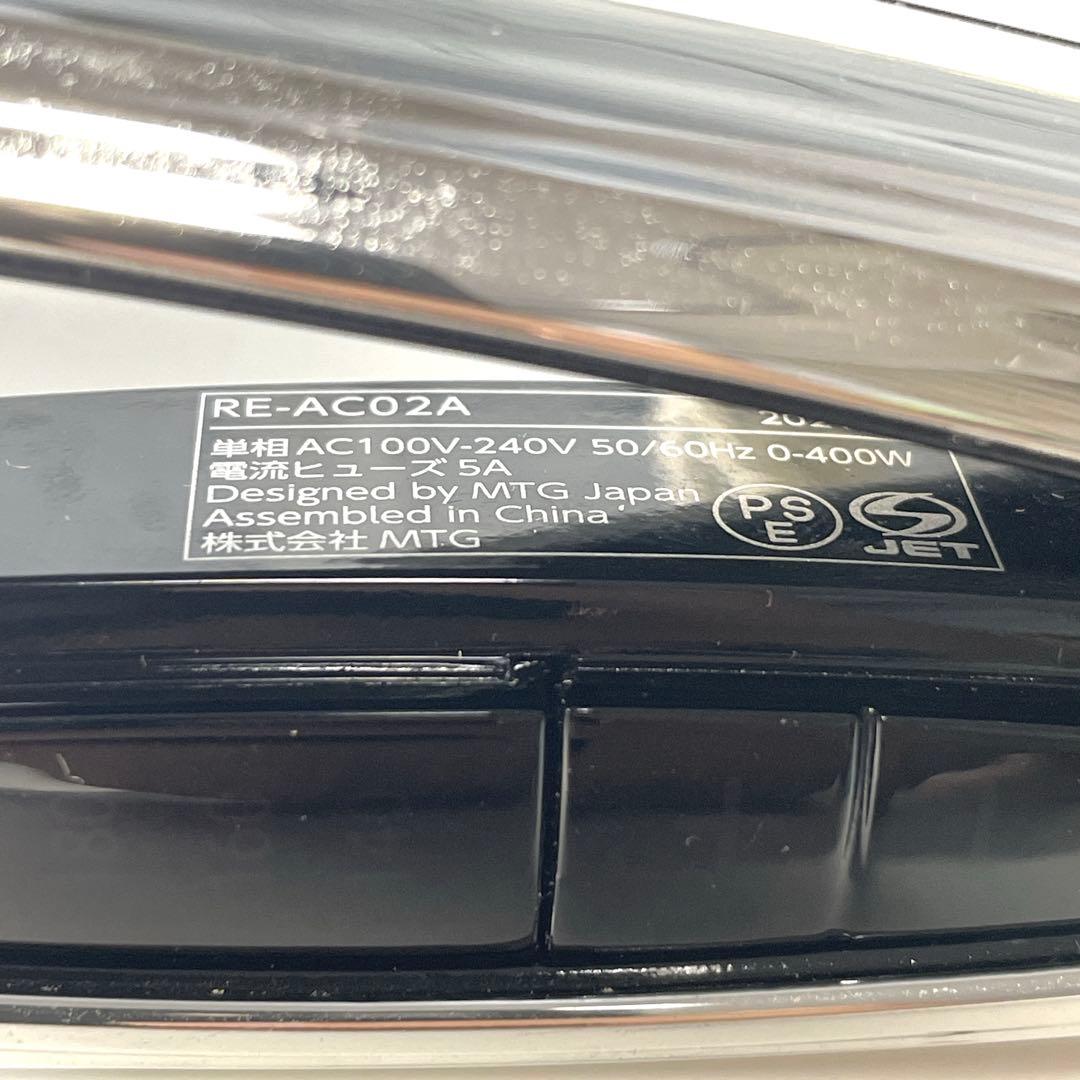 RE-AC02A
単相 AC100V-240V 50/60Hz 0-400W
電流ヒューズ 5A
Designed by MTG Japan
Assembled in China
株式会社 MTG
PS
E
JET